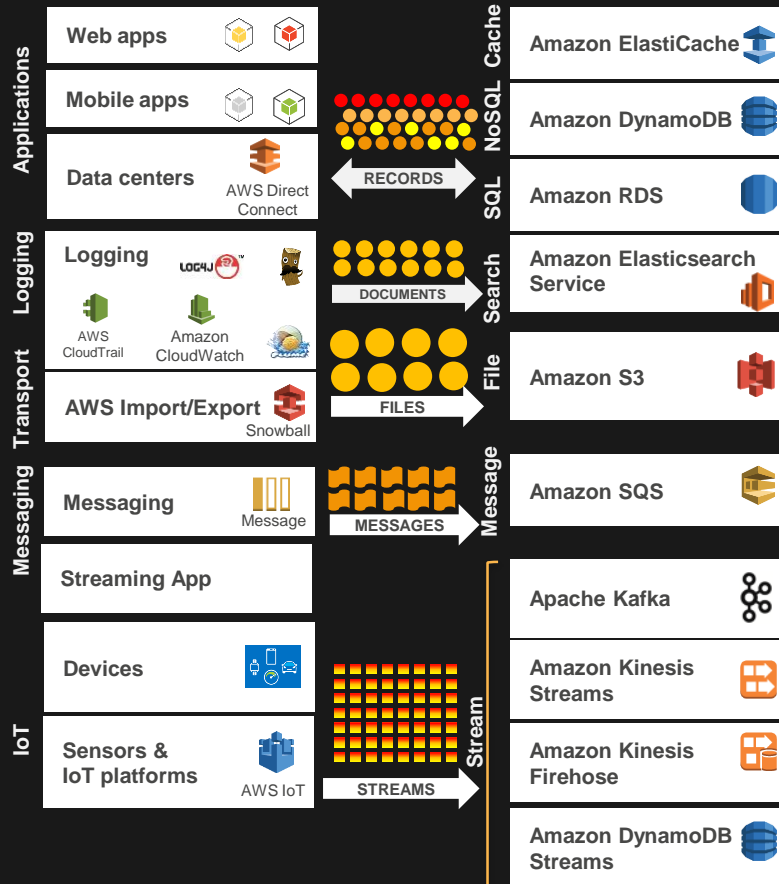 Applications
Web apps
Mobile apps
Data centers
AWS Direct
Connect
Logging
Logging
LOG4J™
AWS
CloudTrail
Amazon
CloudWatch
Transport
AWS Import/Export
Snowball
Messaging
Messaging
Message
Streaming App
IoT
Devices
Sensors &
IoT platforms
AWS IoT
RECORDS
DOCUMENTS
FILES
MESSAGES
STREAMS
Cache
Amazon ElastiCache
NoSQL
Amazon DynamoDB
SQL
Amazon RDS
Search
Amazon Elasticsearch
Service
File
Amazon S3
Message
Amazon SQS
Stream
Apache Kafka
Amazon Kinesis
Streams
Amazon Kinesis
Firehose
Amazon DynamoDB
Streams